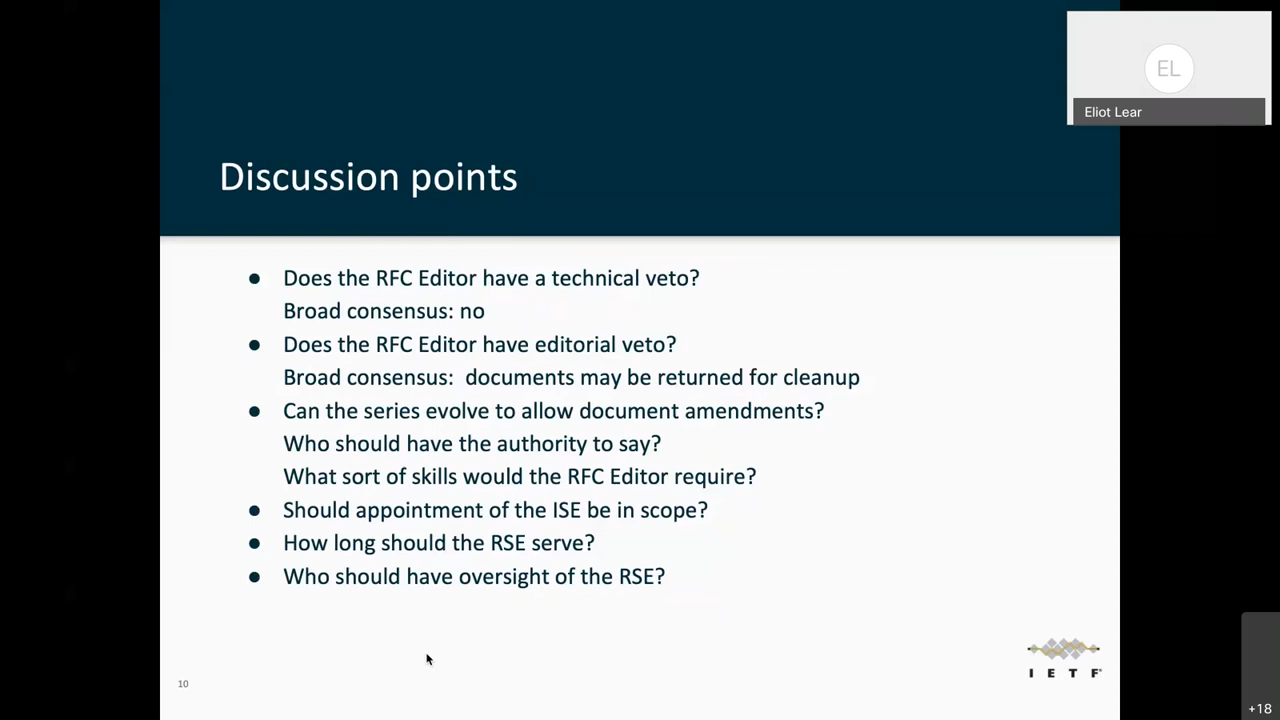 EL
Eliot Lear
Discussion points
● Does the RFC Editor have a technical veto?
Broad consensus: no
● Does the RFC Editor have editorial veto?
Broad consensus:  documents may be returned for cleanup
● Can the series evolve to allow document amendments?
Who should have the authority to say?
What sort of skills would the RFC Editor require?
● Should appointment of the ISE be in scope?
● How long should the RSE serve?
● Who should have oversight of the RSE?
I E T F
10
+18